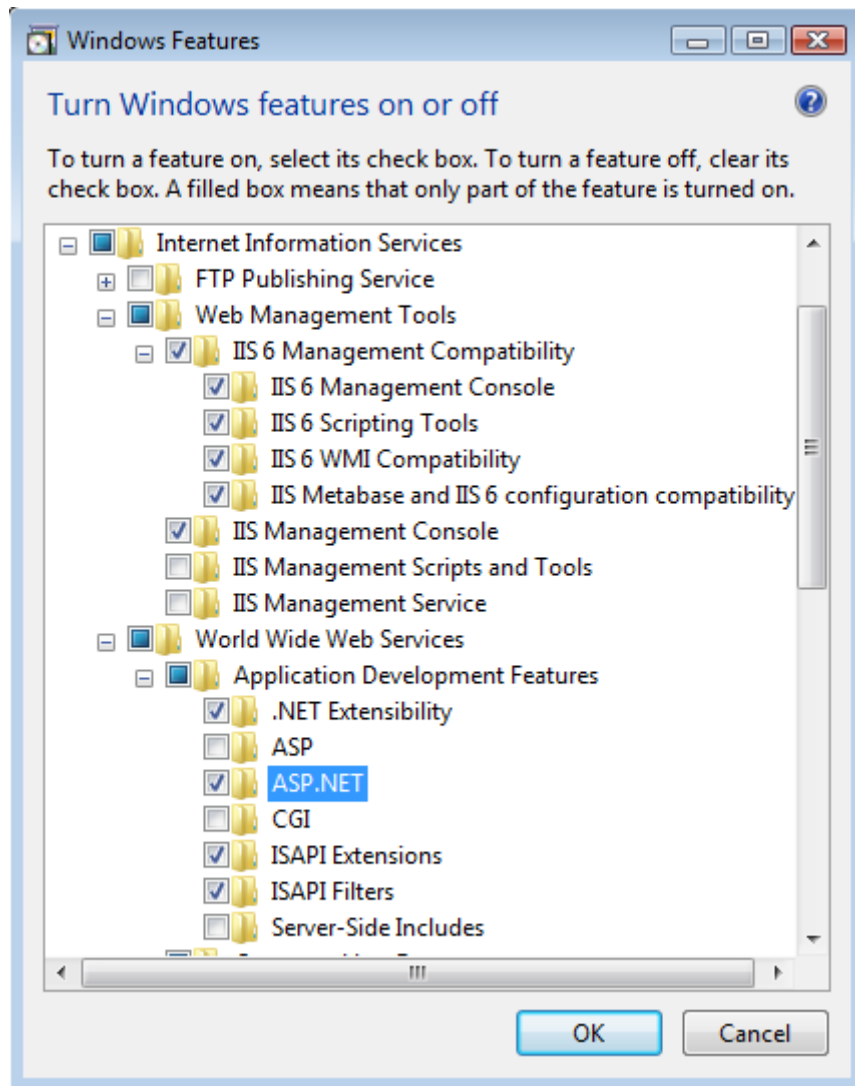 Windows Features
Turn Windows features on or off
To turn a feature on, select its check box. To turn a feature off, clear its
check box. A filled box means that only part of the feature is turned on.
Internet Information Services
FTP Publishing Service
Web Management Tools
IIS 6 Management Compatibility
IIS 6 Management Console
IIS 6 Scripting Tools
IIS 6 WMI Compatibility
IIS Metabase and IIS 6 configuration compatibility
IIS Management Console
IIS Management Scripts and Tools
IIS Management Service
World Wide Web Services
Application Development Features
.NET Extensibility
ASP
ASP.NET
CGI
ISAPI Extensions
ISAPI Filters
Server-Side Includes
OK Cancel